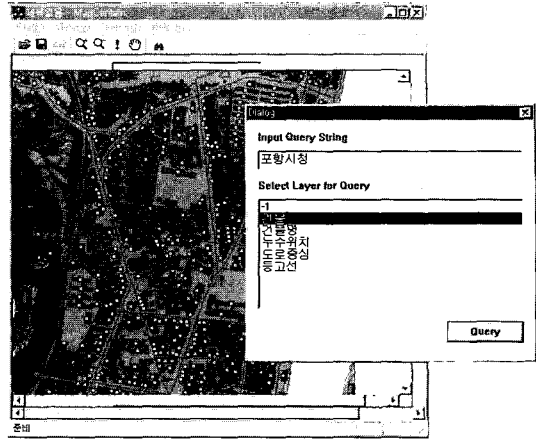 Dialog
Input Query String
포항시청
Select Layer for Query
-1
건물명
누수위치
도로중심
등고선
Query
준비